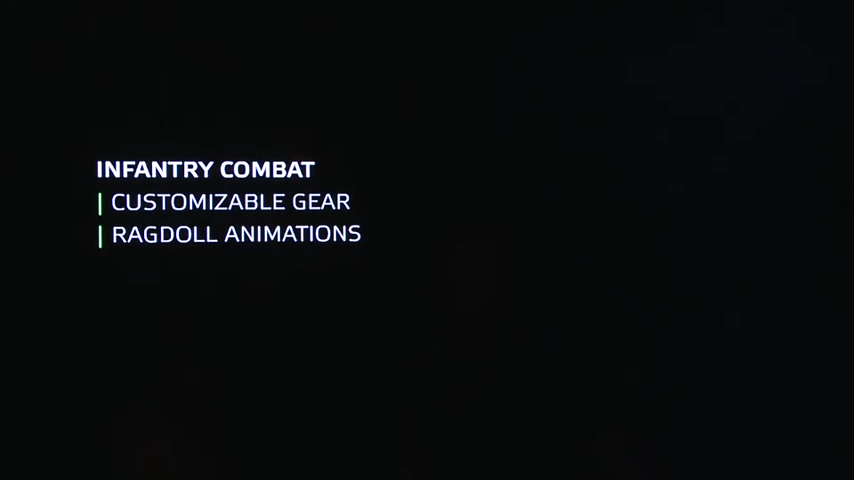 INFANTRY COMBAT
| CUSTOMIZABLE GEAR
| RAGDOLL ANIMATIONS